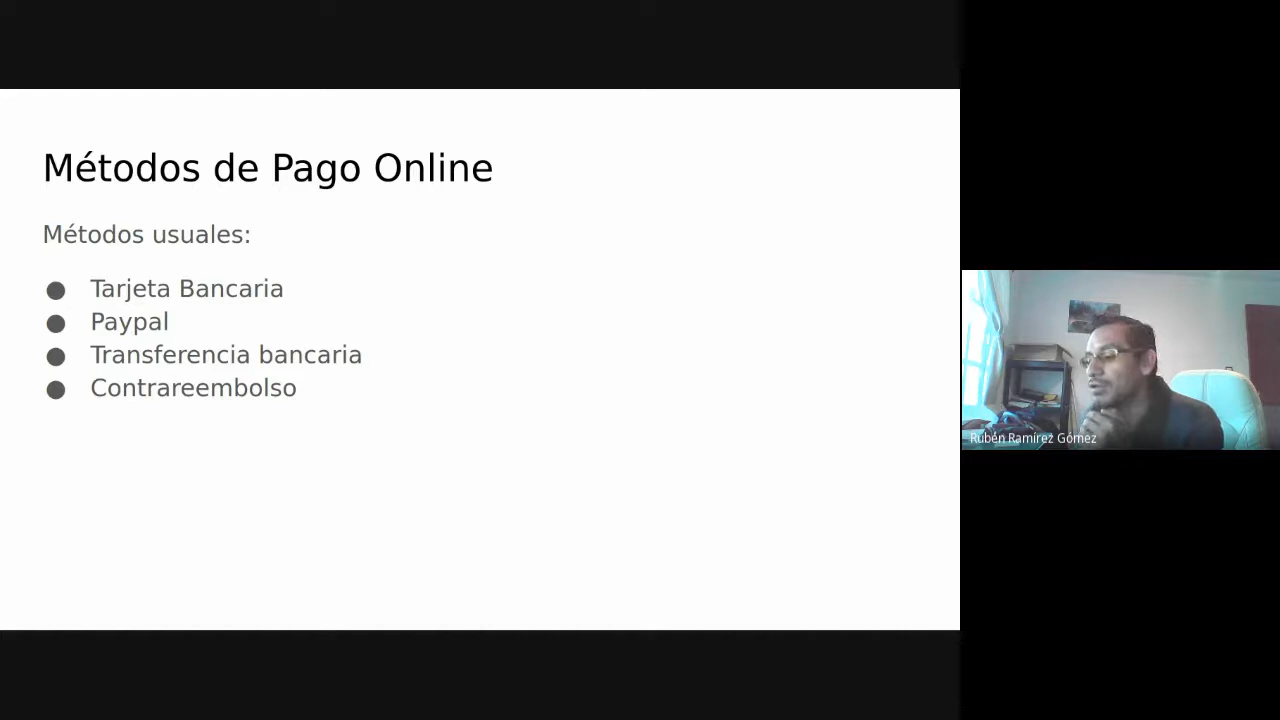 Métodos de Pago Online
Métodos usuales:
● Tarjeta Bancaria
● Paypal
● Transferencia bancaria
● Contrareembolso
Rubén Ramírez Gómez